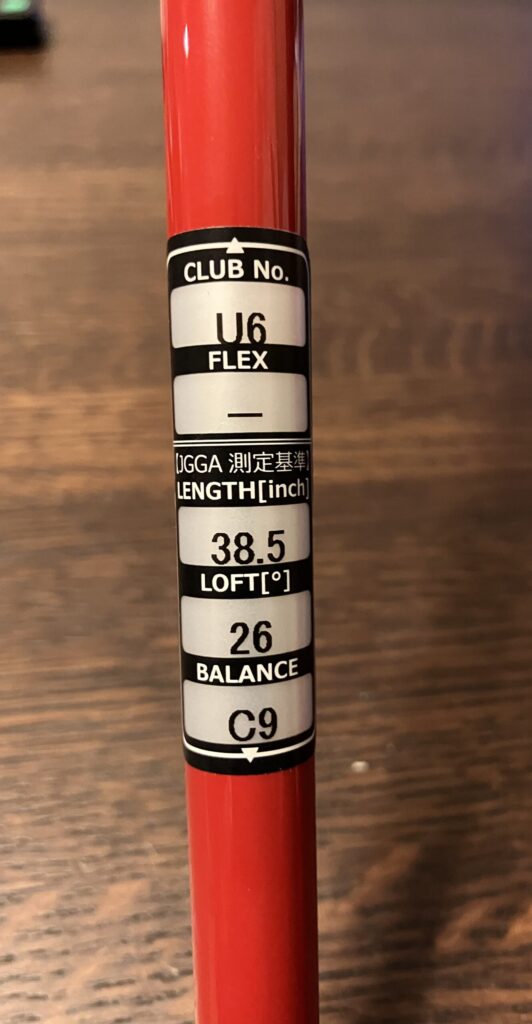 CLUB No.
U6
FLEX
—
【JGGA 測定基準】
LENGTH[inch]
38.5
LOFT[°]
26
BALANCE
C9